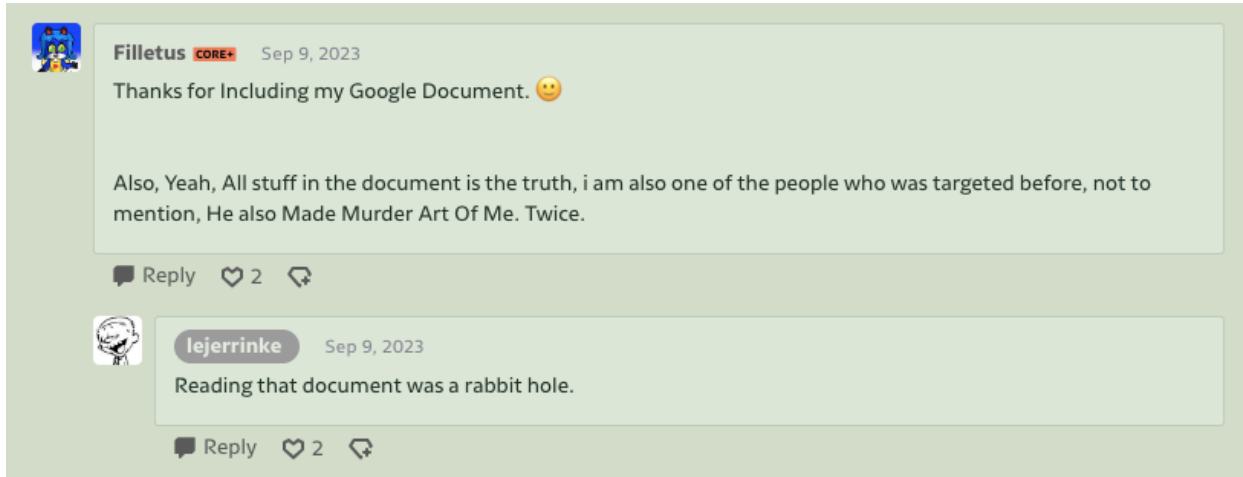 Filletus CORE+ Sep 9, 2023
Thanks for Including my Google Document. 🙂
Also, Yeah, All stuff in the document is the truth, i am also one of the people who was targeted before, not to
mention, He also Made Murder Art Of Me. Twice.
Reply 2
lejerrinke Sep 9, 2023
Reading that document was a rabbit hole.
Reply 2